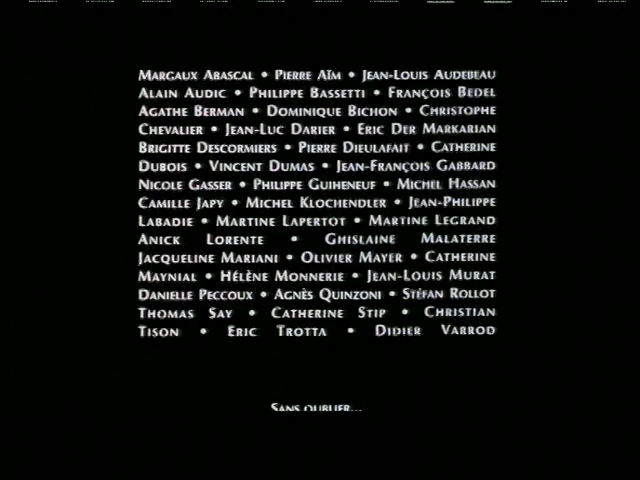 Margaux Abascal • Pierre Aïm • Jean-Louis Audebeau
Alain Audic • Philippe Bassetti • François Bedel
Agathe Berman • Dominique Bichon • Christophe
Chevalier • Jean-Luc Darier • Eric Der Markarian
Brigitte Descormiers • Pierre Dieulafait • Catherine
Dubois • Vincent Dumas • Jean-François Gabbard
Nicole Gasser • Philippe Guiheneuf • Michel Hassan
Camille Japy • Michel Klochendler • Jean-Philippe
Labadie • Martine Lapertot • Martine Legrand
Anick Lorente • Ghislaine Malaterre
Jacqueline Mariani • Olivier Mayer • Catherine
Maynial • Hélène Monnerie • Jean-Louis Murat
Danielle Peccoux • Agnès Quinzoni • Stéfan Rollot
Thomas Say • Catherine Stip • Christian
Tison • Eric Trotta • Didier Varrod
Sans oublier...